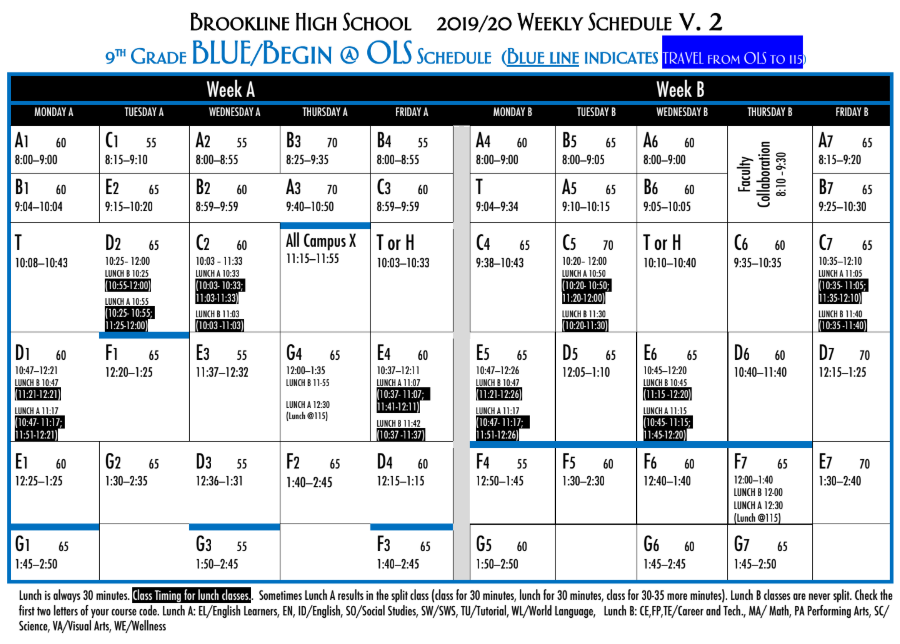 BROOKLINE HIGH SCHOOL 2019/20 WEEKLY SCHEDULE V. 2
9TH GRADE BLUE/BEGIN @ OLS SCHEDULE (BLUE LINE INDICATES TRAVEL FROM OLS TO 115)
Week A Week B
MONDAY A TUESDAY A WEDNESDAY A THURSDAY A FRIDAY A MONDAY B TUESDAY B WEDNESDAY B THURSDAY B FRIDAY B
A1 60 C1 55 A2 55 B3 70 B4 55 A4 60 B5 65 A6 60 A7 65
8:00–9:00 8:15–9:10 8:00–8:55 8:25–9:35 8:00–8:55 8:00–9:00 8:00–9:05 8:00–9:00 8:15–9:20
Faculty
Collaboration
8:10 -9:30
B1 60 E2 65 B2 60 A3 70 C3 60 T A5 65 B6 60 B7 65
9:04–10:04 9:15–10:20 8:59–9:59 9:40–10:50 8:59–9:59 9:04–9:34 9:10–10:15 9:05–10:05 9:25–10:30
T
10:08–10:43
D2 65
10:25- 12:00
LUNCH B 10:25
(10:55-12:00)
LUNCH A 10:55
(10:25- 10:55;
11:25-12:00)
C2 60
10:03 - 11:33
LUNCH A 10:33
(10:03- 10:33;
11:03-11:33)
LUNCH B 11:03
(10:03 -11:03)
All Campus X
11:15–11:55
T or H
10:03–10:33
C4 65
9:38–10:43
C5 70
10:20- 12:00
LUNCH A 10:50
(10:20- 10:50;
11:20-12:00)
LUNCH B 11:30
(10:20-11:30)
T or H
10:10–10:40
C6 60
9:35–10:35
C7 65
10:35–12:10
LUNCH A 11:05
(10:35- 11:05;
11:35-12:10)
LUNCH B 11:40
(10:35 -11:40)
D1 60
10:47–12:21
LUNCH B 10:47
(11:21-12:21)
LUNCH A 11:17
(10:47- 11:17;
11:51-12:21)
F1 65
12:20–1:25
E3 55
11:37–12:32
G4 65
12:00–1:35
LUNCH B 11-55
LUNCH A 12:30
(Lunch @115)
E4 60
10:37–12:11
LUNCH A 11:07
(10:37- 11:07;
11:41-12:11)
LUNCH B 11:42
(10:37 -11:37)
E5 65
10:47–12:26
LUNCH B 10:47
(11:21-12:26)
LUNCH A 11:17
(10:47- 11:17;
11:51-12:26)
D5 65
12:05–1:10
E6 65
10:45–12:20
LUNCH B 10:45
(11:15 -12:20)
LUNCH A 11:15
(10:45- 11:15;
11:45-12:20)
D6 60
10:40–11:40
D7 70
12:15–1:25
E1 60
12:25–1:25
G2 65
1:30–2:35
D3 55
12:36–1:31
F2 65
1:40–2:45
D4 60
12:15–1:15
F4 55
12:50–1:45
F5 60
1:30–2:30
F6 60
12:40–1:40
F7 65
12:00–1:40
LUNCH B 12-00
LUNCH A 12:30
(Lunch @115)
E7 70
1:30–2:40
G1 65 G3 55 F3 65 G5 60 G6 60 G7 65
1:45–2:50 1:50–2:45 1:40–2:45 1:50–2:50 1:45–2:45 1:45–2:50
Lunch is always 30 minutes. Class Timing for lunch classes.. Sometimes Lunch A results in the split class (class for 30 minutes, lunch for 30 minutes, class for 30-35 more minutes). Lunch B classes are never split. Check the
first two letters of your course code. Lunch A: EL/English Learners, EN, ID/English, SO/Social Studies, SW/SWS, TU/Tutorial, WL/World Language, Lunch B: CE,FP,TE/Career and Tech., MA/ Math, PA Performing Arts, SC/
Science, VA/Visual Arts, WE/Wellness